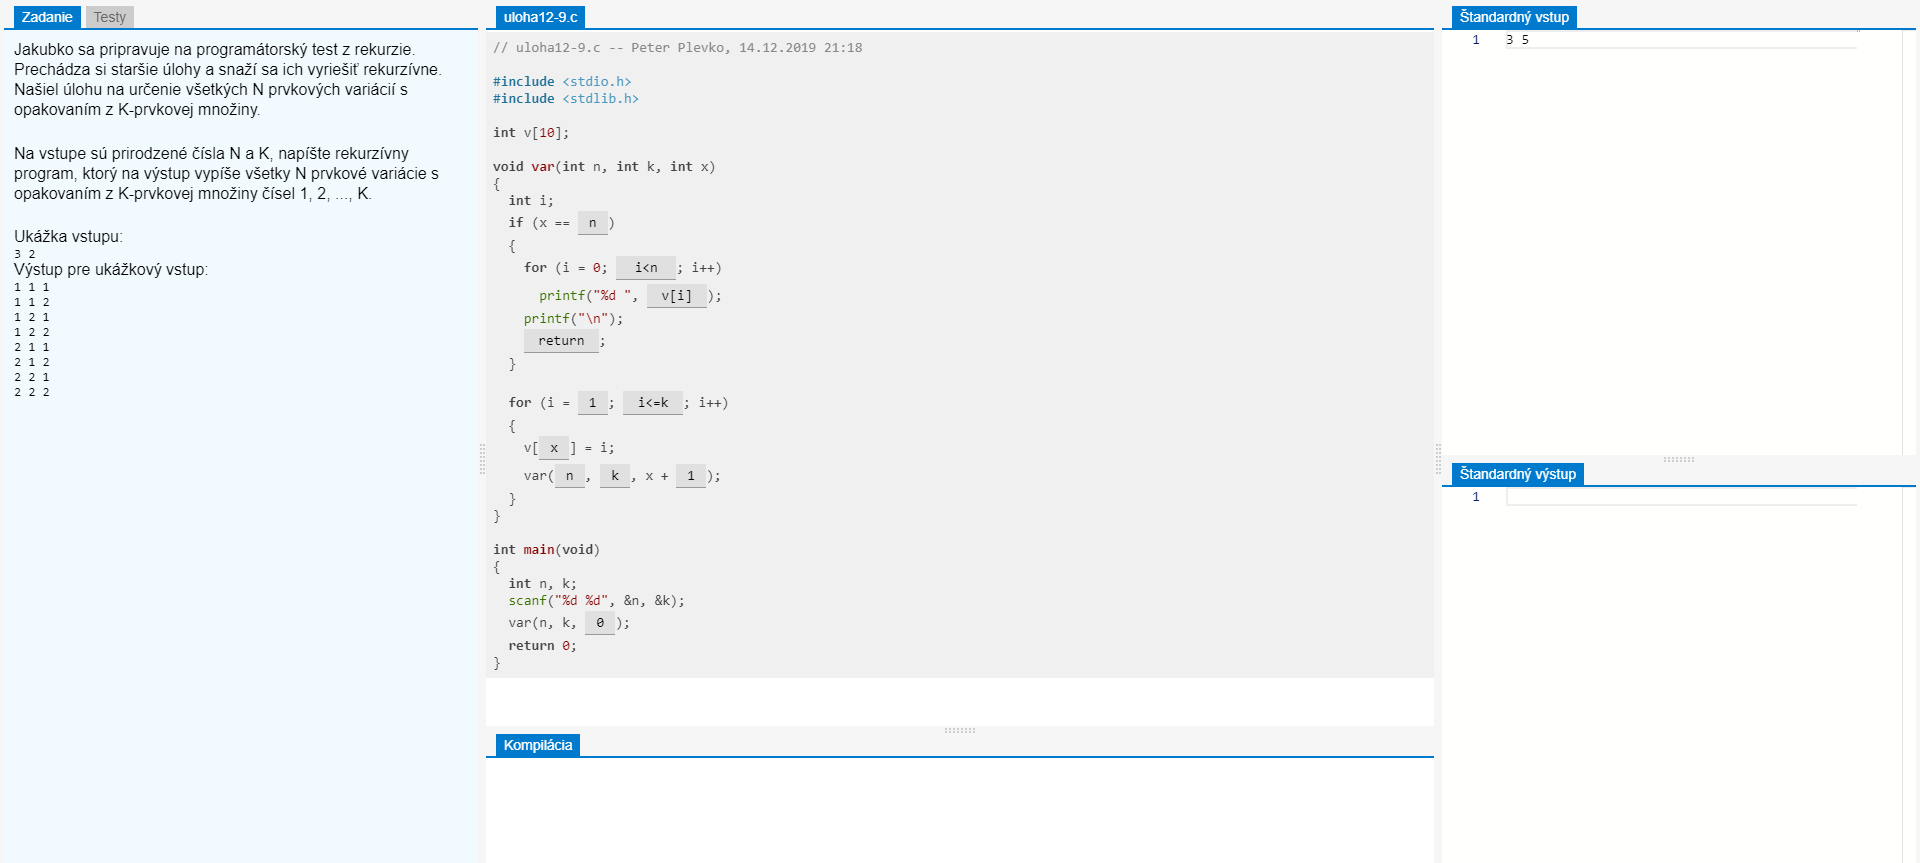 Zadanie Testy
Jakubko sa pripravuje na programátorský test z rekurzie.
Prechádza si staršie úlohy a snaží sa ich vyriešiť rekurzívne.
Našiel úlohu na určenie všetkých N prvkových variácií s
opakovaním z K-prvkovej množiny.
Na vstupe sú prirodzené čísla N a K, napíšte rekurzívny
program, ktorý na výstup vypíše všetky N prvkové variácie s
opakovaním z K-prvkovej množiny čísel 1, 2, ..., K.
Ukážka vstupu:
3 2
Výstup pre ukážkový vstup:
1 1 1
1 1 2
1 2 1
1 2 2
2 1 1
2 1 2
2 2 1
2 2 2
uloha12-9.c
// uloha12-9.c -- Peter Plevko, 14.12.2019 21:18
#include <stdio.h>
#include <stdlib.h>
int v[10];
void var(int n, int k, int x)
{
int i;
if (x == n )
{
for (i = 0; i<n ; i++)
printf("%d ", v[i] );
printf("\n");
return ;
}
for (i = 1 ; i<=k ; i++)
{
v[ x ] = i;
var( n , k , x + 1 );
}
}
int main(void)
{
int n, k;
scanf("%d %d", &n, &k);
var(n, k, 0 );
return 0;
}
Kompilácia
Štandardný vstup
1 3 5
Štandardný výstup
1